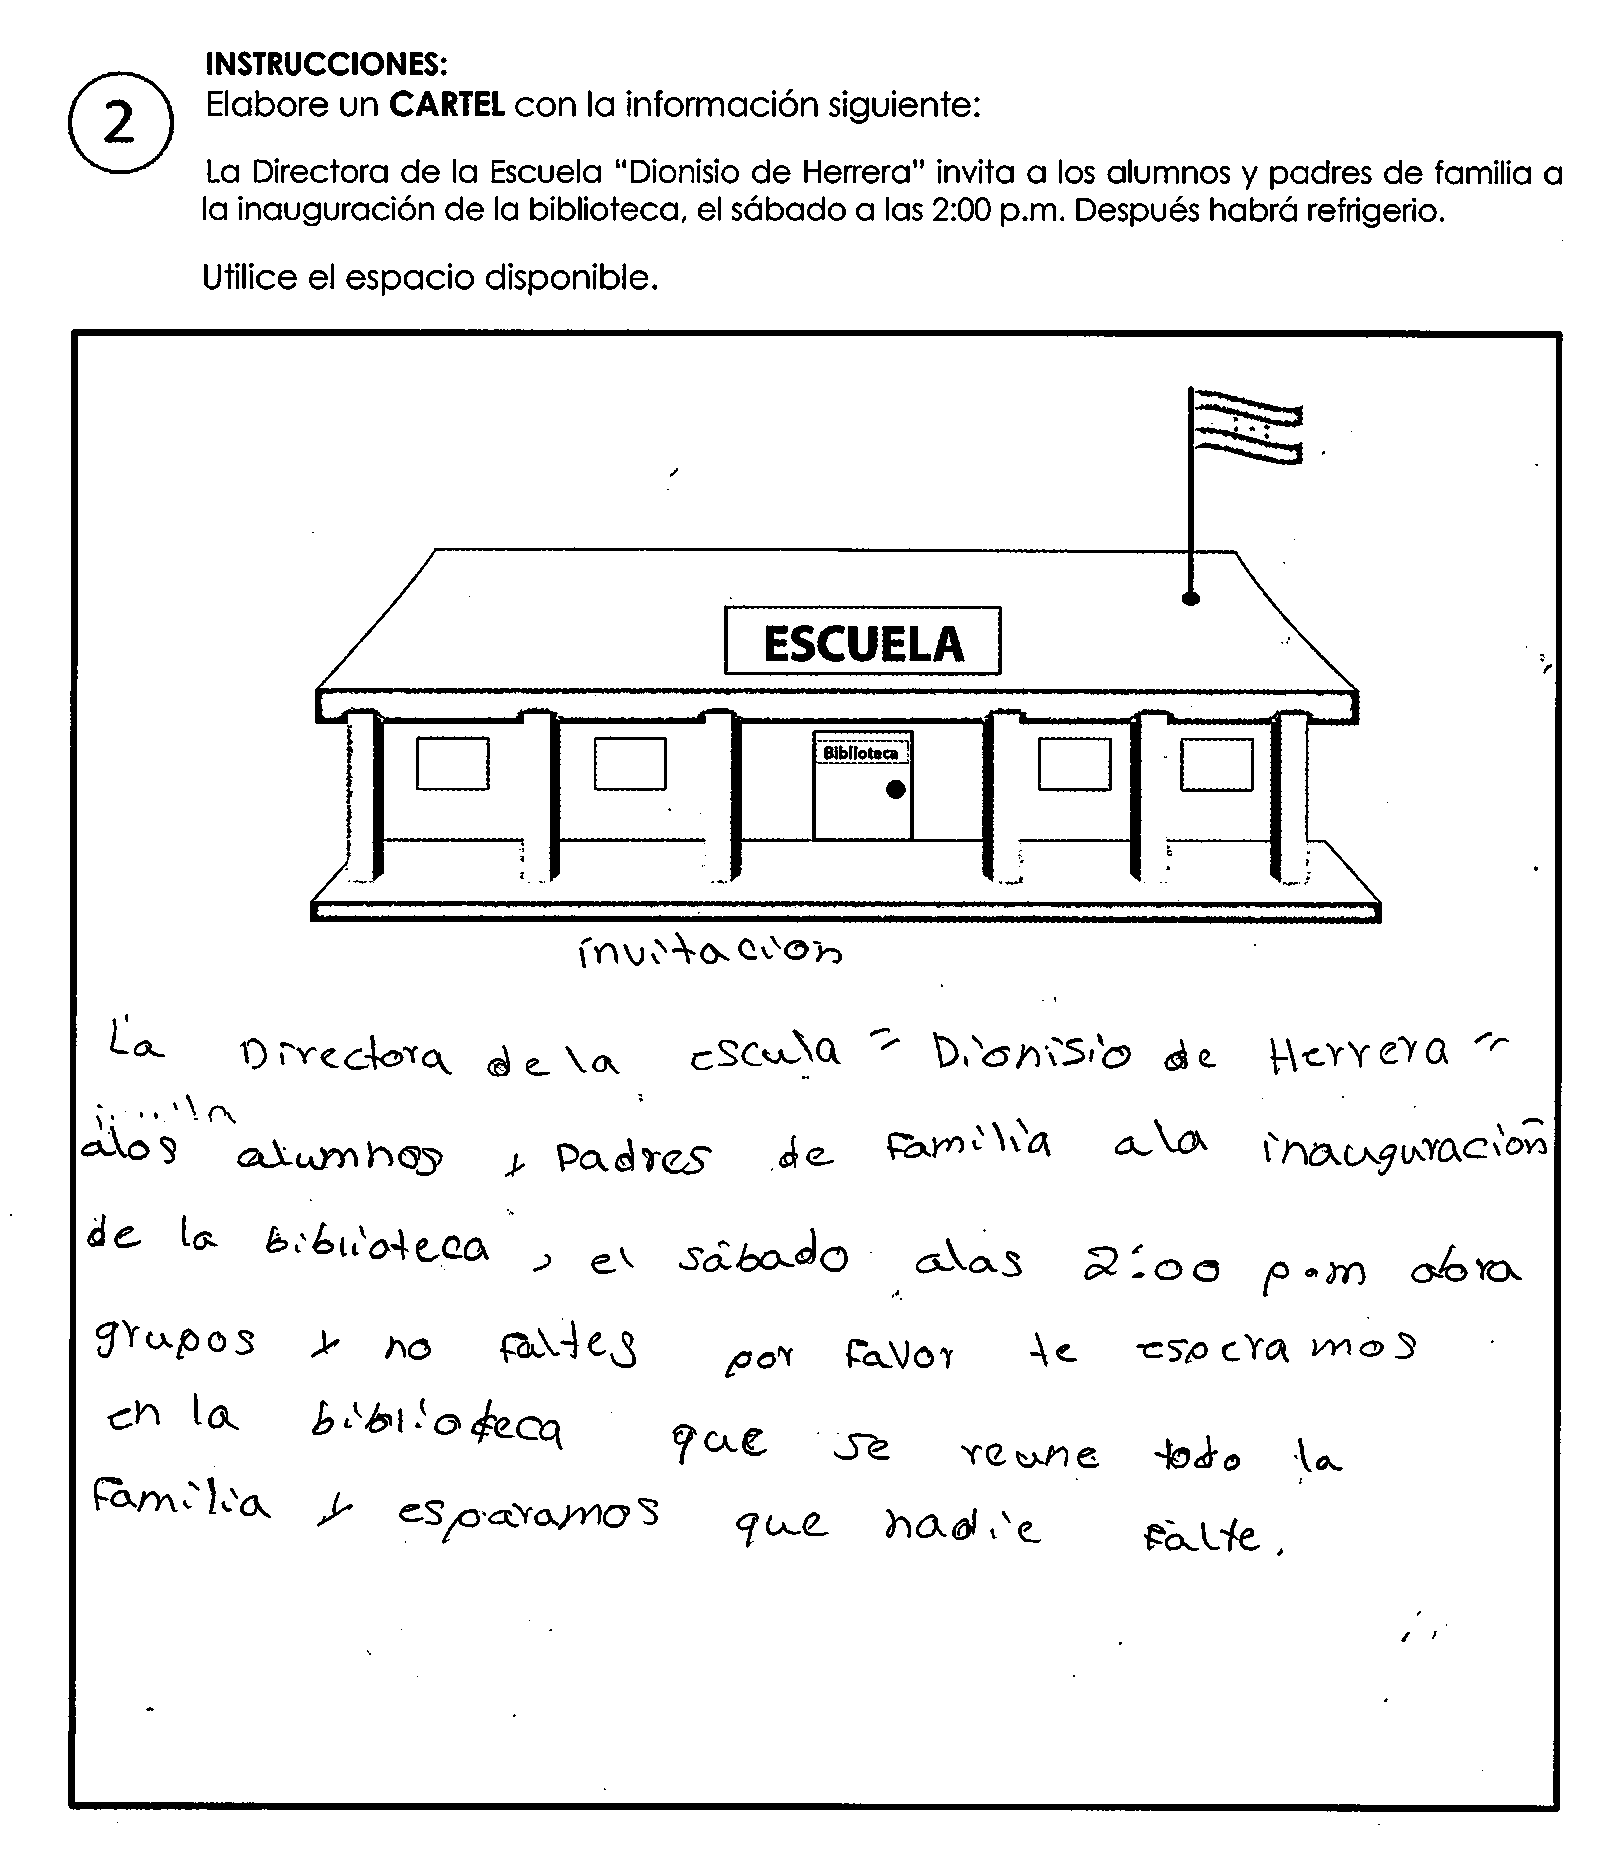 INSTRUCCIONES:
2
Elabore un CARTEL con la información siguiente:
La Directora de la Escuela "Dionisio de Herrera" invita a los alumnos y padres de familia a
la inauguración de la biblioteca, el sábado a las 2:00 p.m. Después habrá refrigerio.
Utilice el espacio disponible.
ESCUELA
Biblioteca
invitacion
La Directora de la escula " Dionisio de Herrera "
alos alumnos y Padres de Familia ala inauguración
de la biblioteca , el sábado alas 2:00 p.m abra
grupos y no faltes por favor te esperamos
en la biblioteca que se reune todo la
Familia y esparamos que nadie Falte.